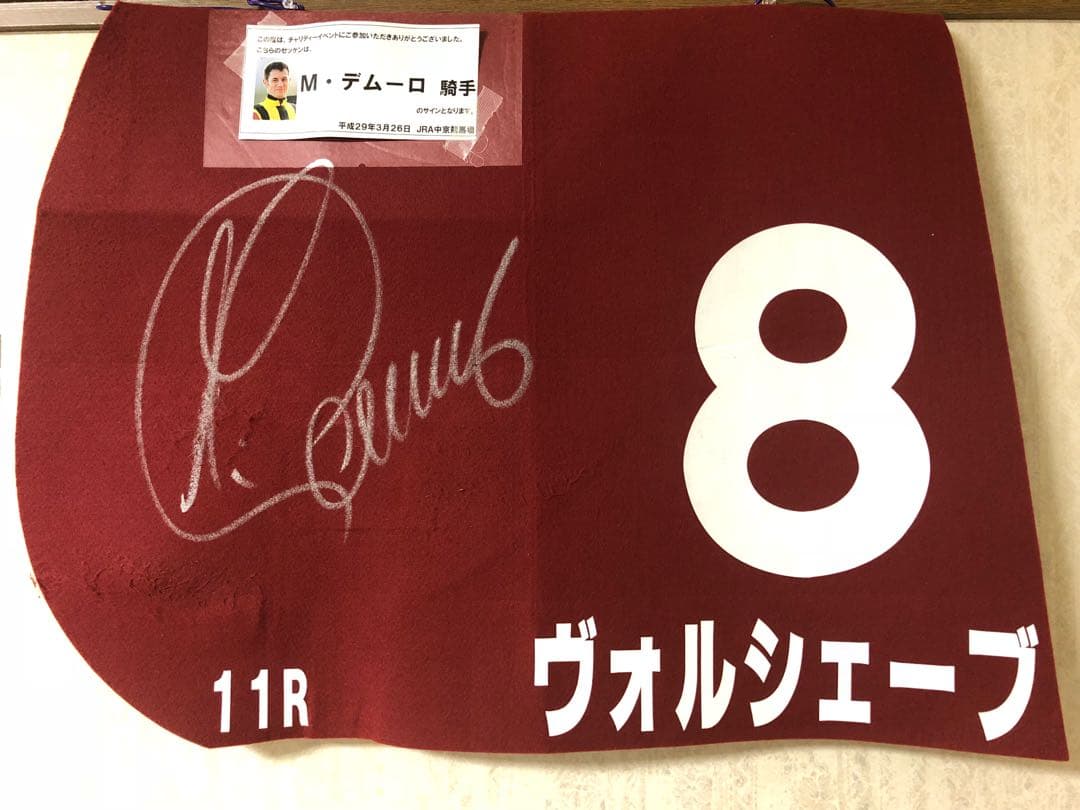 この度は、チャリティーイベントにご参加いただきありがとうございました。
こちらのゼッケンは、
M・デムーロ 騎手
のサインとなります。
平成29年3月26日 JRA中京競馬場
M. Demuro
8
11R
ヴォルシェーブ